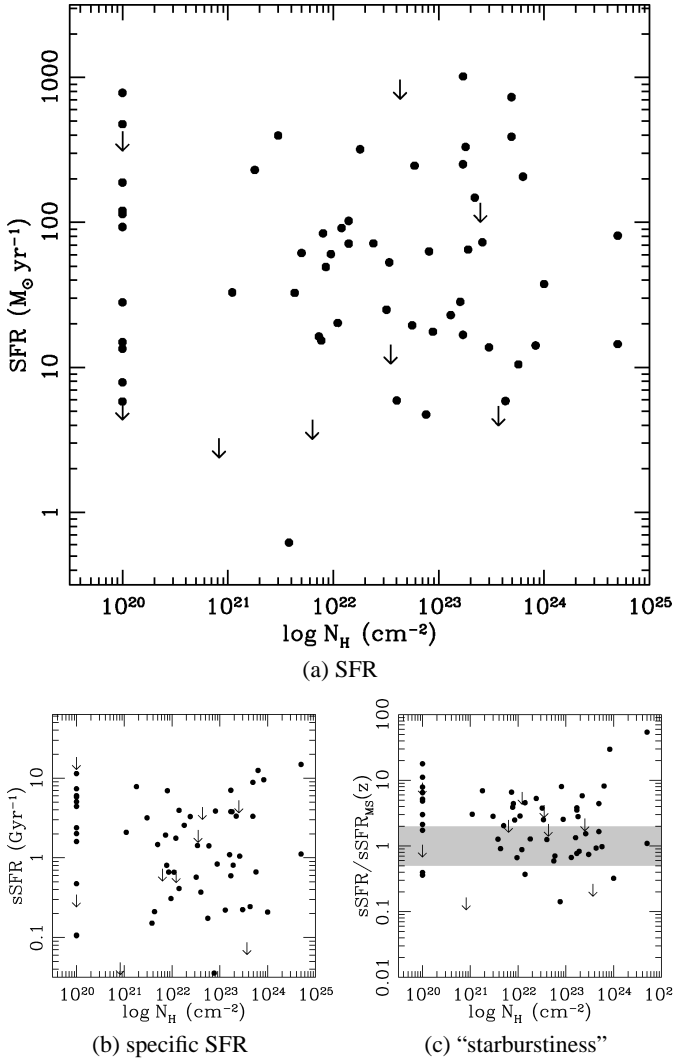 1000
100
10
1
SFR (M⊙ yr⁻¹)
10²⁰ 10²¹ 10²² 10²³ 10²⁴ 10²⁵
log N_H (cm⁻²)
(a) SFR
10
1
0.1
sSFR (Gyr⁻¹)
10²⁰ 10²¹ 10²² 10²³ 10²⁴ 10²⁵
log N_H (cm⁻²)
(b) specific SFR
100
10
1
0.1
0.01
sSFR/sSFR_MS(z)
10²⁰ 10²¹ 10²² 10²³ 10²⁴ 10²
log N_H (cm⁻²)
(c) “starburstiness”